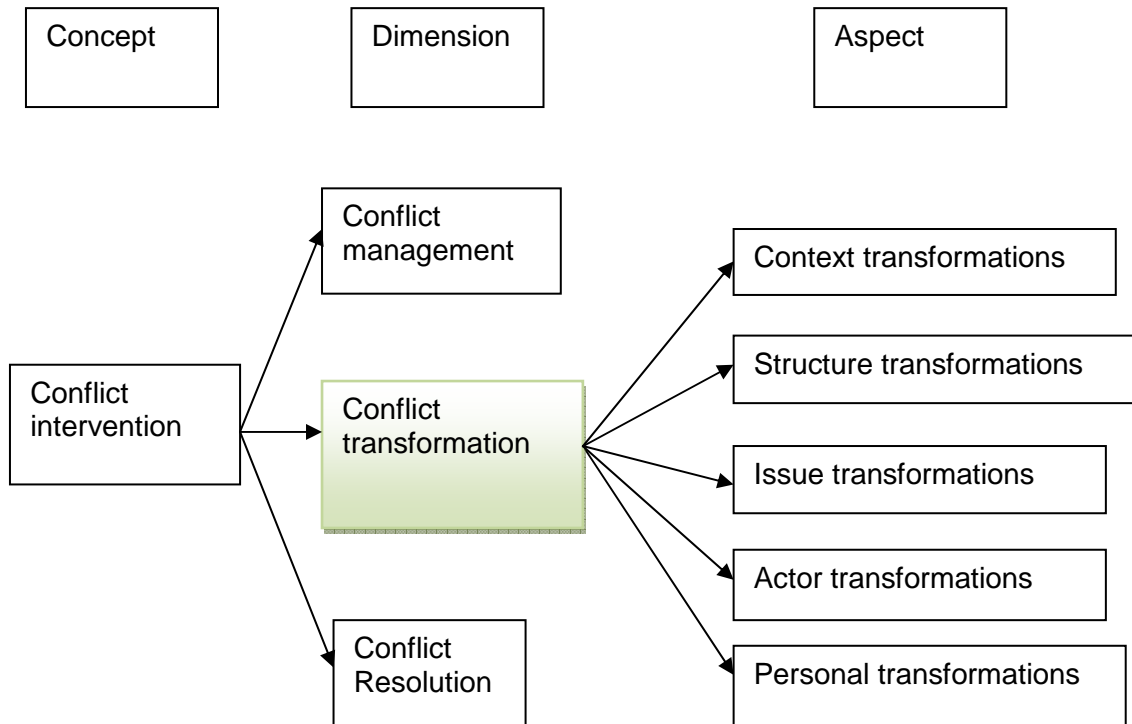 Concept
Dimension
Aspect
Conflict
management
Context transformations
Structure transformations
Conflict
intervention
Conflict
transformation
Issue transformations
Actor transformations
Conflict
Resolution
Personal transformations